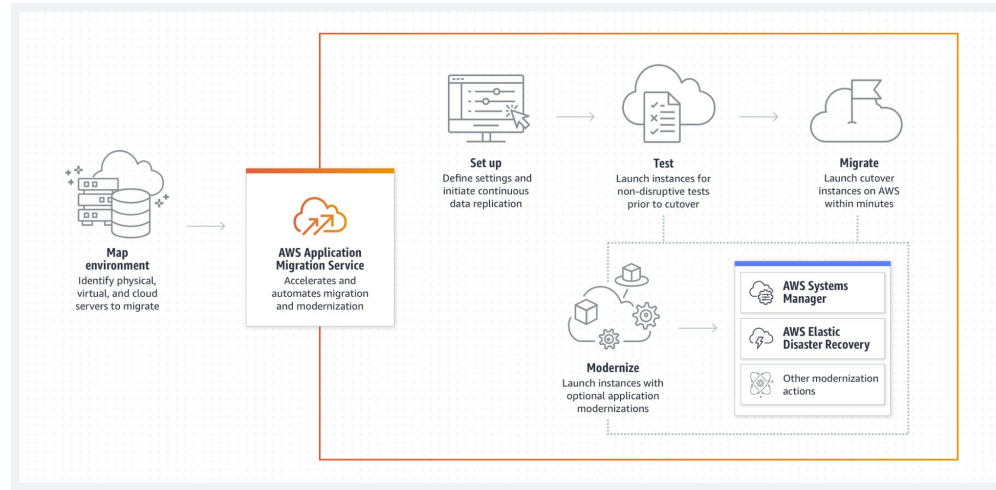 Map
environment
Identify physical,
virtual, and cloud
servers to migrate
AWS Application
Migration Service
Accelerates and
automates migration
and modernization
Set up
Define settings and
initiate continuous
data replication
Test
Launch instances for
non-disruptive tests
prior to cutover
Migrate
Launch cutover
instances on AWS
within minutes
Modernize
Launch instances with
optional application
modernizations
AWS Systems
Manager
AWS Elastic
Disaster Recovery
Other modernization
actions